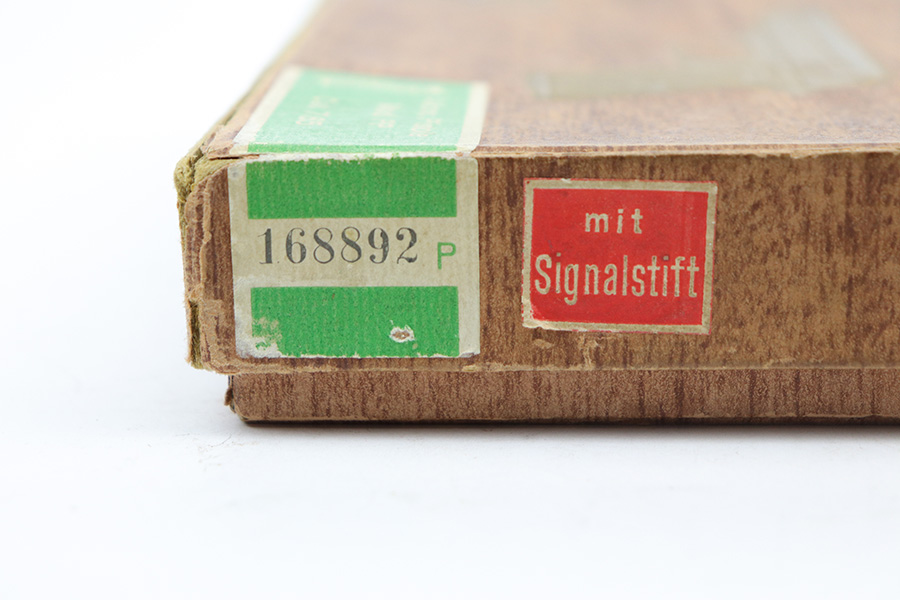 168892 P
mit
Signalstift